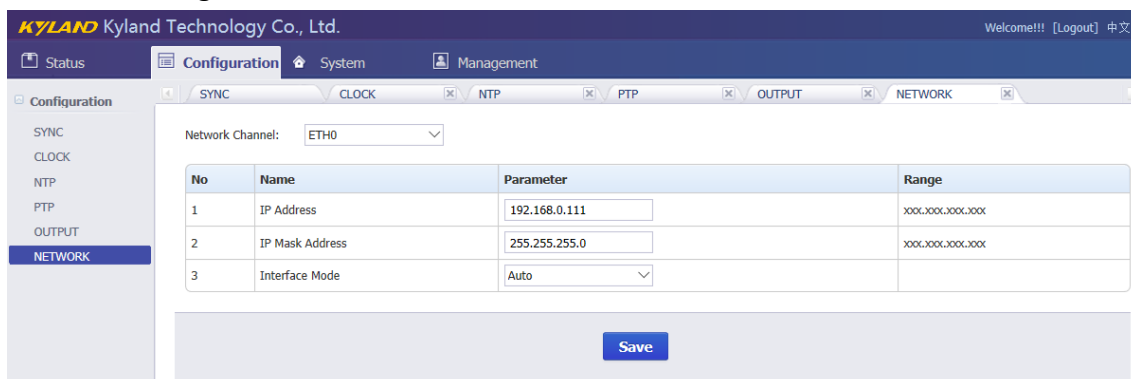 KYLAND Kyland Technology Co., Ltd. Welcome!!! [Logout] 中文
Status Configuration System Management
Configuration
SYNC CLOCK NTP PTP OUTPUT NETWORK
SYNC
CLOCK
NTP
PTP
OUTPUT
NETWORK
Network Channel: ETH0
No Name Parameter Range
1 IP Address 192.168.0.111 xxx.xxx.xxx.xxx
2 IP Mask Address 255.255.255.0 xxx.xxx.xxx.xxx
3 Interface Mode Auto
Save